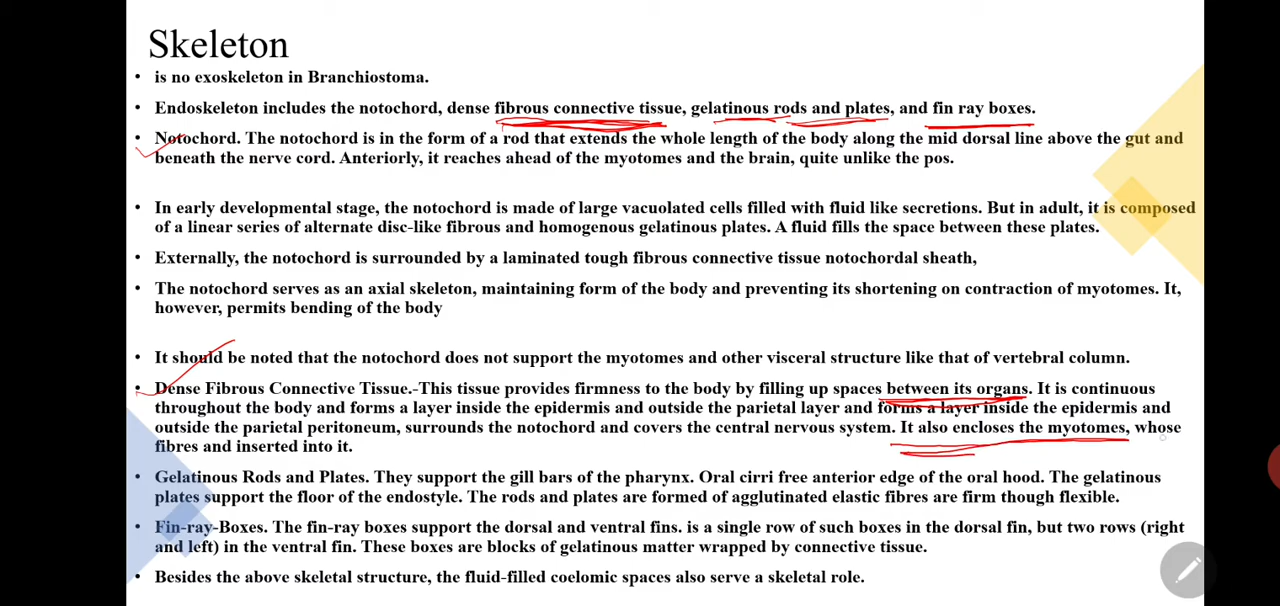 Skeleton
• is no exoskeleton in Branchiostoma.
• Endoskeleton includes the notochord, dense fibrous connective tissue, gelatinous rods and plates, and fin ray boxes.
• Notochord. The notochord is in the form of a rod that extends the whole length of the body along the mid dorsal line above the gut and
beneath the nerve cord. Anteriorly, it reaches ahead of the myotomes and the brain, quite unlike the pos.
• In early developmental stage, the notochord is made of large vacuolated cells filled with fluid like secretions. But in adult, it is composed
of a linear series of alternate disc-like fibrous and homogenous gelatinous plates. A fluid fills the space between these plates.
• Externally, the notochord is surrounded by a laminated tough fibrous connective tissue notochordal sheath,
• The notochord serves as an axial skeleton, maintaining form of the body and preventing its shortening on contraction of myotomes. It,
however, permits bending of the body
• It should be noted that the notochord does not support the myotomes and other visceral structure like that of vertebral column.
• Dense Fibrous Connective Tissue.-This tissue provides firmness to the body by filling up spaces between its organs. It is continuous
throughout the body and forms a layer inside the epidermis and outside the parietal layer and forms a layer inside the epidermis and
outside the parietal peritoneum, surrounds the notochord and covers the central nervous system. It also encloses the myotomes, whose
fibres and inserted into it.
• Gelatinous Rods and Plates. They support the gill bars of the pharynx. Oral cirri free anterior edge of the oral hood. The gelatinous
plates support the floor of the endostyle. The rods and plates are formed of agglutinated elastic fibres are firm though flexible.
• Fin-ray-Boxes. The fin-ray boxes support the dorsal and ventral fins. is a single row of such boxes in the dorsal fin, but two rows (right
and left) in the ventral fin. These boxes are blocks of gelatinous matter wrapped by connective tissue.
• Besides the above skeletal structure, the fluid-filled coelomic spaces also serve a skeletal role.